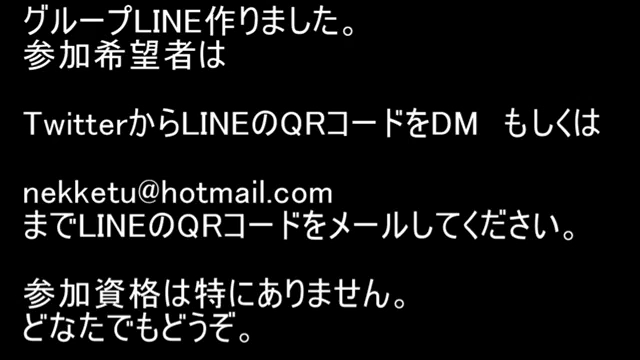 グループLINE作りました。
参加希望者は
TwitterからLINEのQRコードをDM　もしくは
nekketu@hotmail.com
までLINEのQRコードをメールしてください。
参加資格は特にありません。
どなたでもどうぞ。